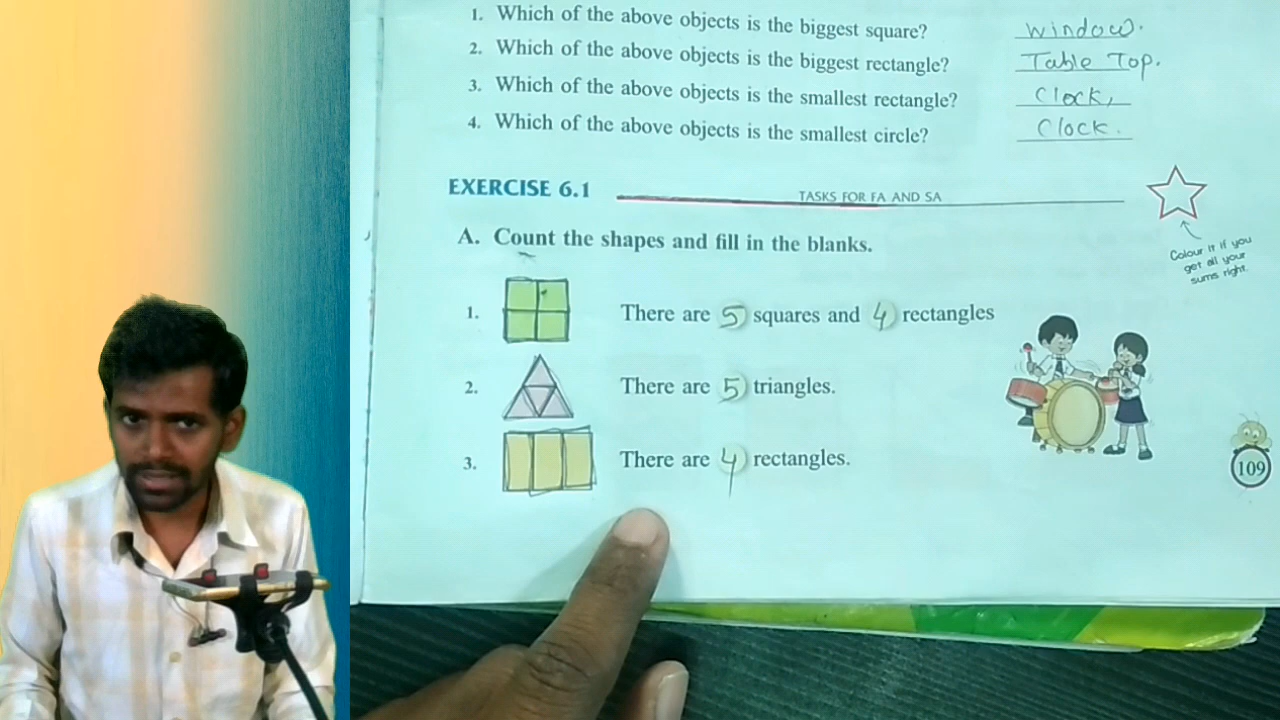 1. Which of the above objects is the biggest square? window.
2. Which of the above objects is the biggest rectangle? Table Top.
3. Which of the above objects is the smallest rectangle? Clock,
4. Which of the above objects is the smallest circle? Clock.
EXERCISE 6.1 TASKS FOR FA AND SA
A. Count the shapes and fill in the blanks.
Colour it if you
get all your
sums right.
1. There are 5 squares and 4 rectangles
2. There are 5 triangles.
3. There are 4 rectangles.
109